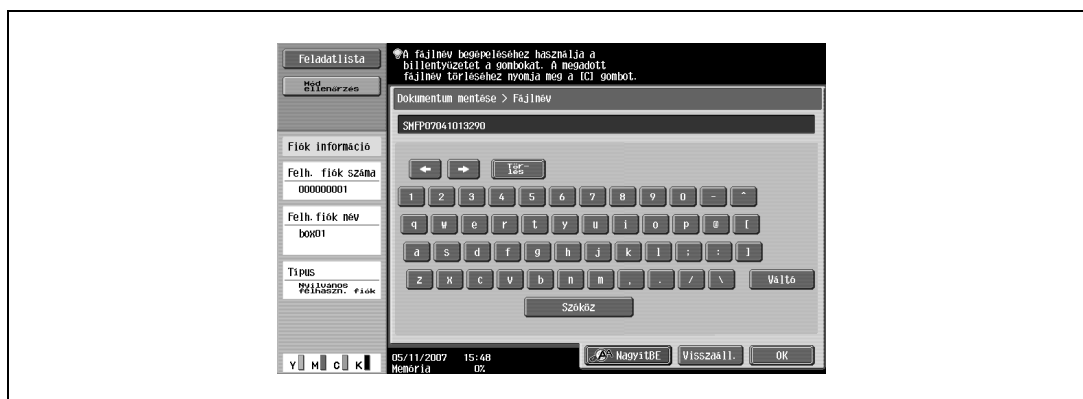 Feladatlista
Mód
ellenőrzés
A fájlnév begépeléséhez használja a
billentyűzetet a gombokat. A megadott
fájlnév törléséhez nyomja meg a [C] gombot.
Dokumentum mentése > Fájlnév
SMFP07041013290
Fiók információ
Felh. fiók száma
000000001
Felh.fiók név
box01
Típus
Nyilvános
felhaszn. fiók
← → Tör-
lés
1 2 3 4 5 6 7 8 9 0 - ^
q w e r t y u i o p @ [
a s d f g h j k l ; : ]
z x c v b n m , . / \ Váltó
Szóköz
Y M C K
05/11/2007 15:48
Memória 0%
NagyítBE Visszaáll. OK